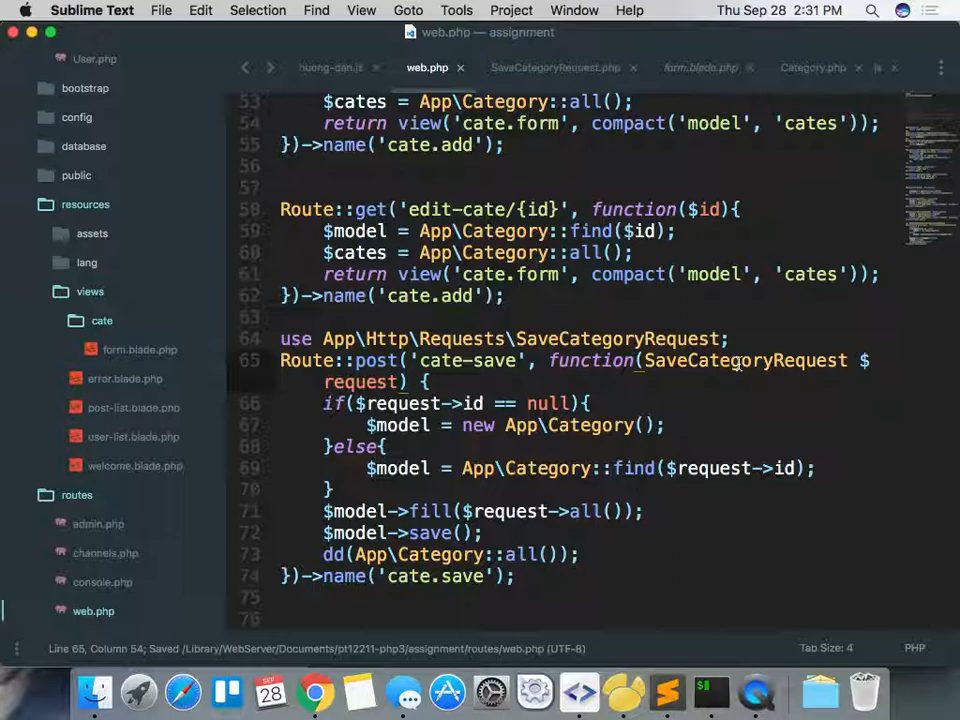 Sublime Text File Edit Selection Find View Goto Tools Project Window Help Thu Sep 28 2:31 PM
web.php — assignment
huong-dan.js web.php SaveCategoryRequest.php form.blade.php Category.php
User.php
bootstrap
config
database
public
resources
assets
lang
views
cate
form.blade.php
error.blade.php
post-list.blade.php
user-list.blade.php
welcome.blade.php
routes
admin.php
channels.php
console.php
web.php
53 $cates = App\Category::all();
54 return view('cate.form', compact('model', 'cates'));
55 })->name('cate.add');
56
57
58 Route::get('edit-cate/{id}', function($id){
59 $model = App\Category::find($id);
60 $cates = App\Category::all();
61 return view('cate.form', compact('model', 'cates'));
62 })->name('cate.add');
63
64 use App\Http\Requests\SaveCategoryRequest;
65 Route::post('cate-save', function(SaveCategoryRequest $
request) {
66 if($request->id == null){
67 $model = new App\Category();
68 }else{
69 $model = App\Category::find($request->id);
70 }
71 $model->fill($request->all());
72 $model->save();
73 dd(App\Category::all());
74 })->name('cate.save');
75
76
Line 65, Column 54; Saved /Library/WebServer/Documents/pt12211-php3/assignment/routes/web.php (UTF-8) Tab Size: 4 PHP
SEP
28